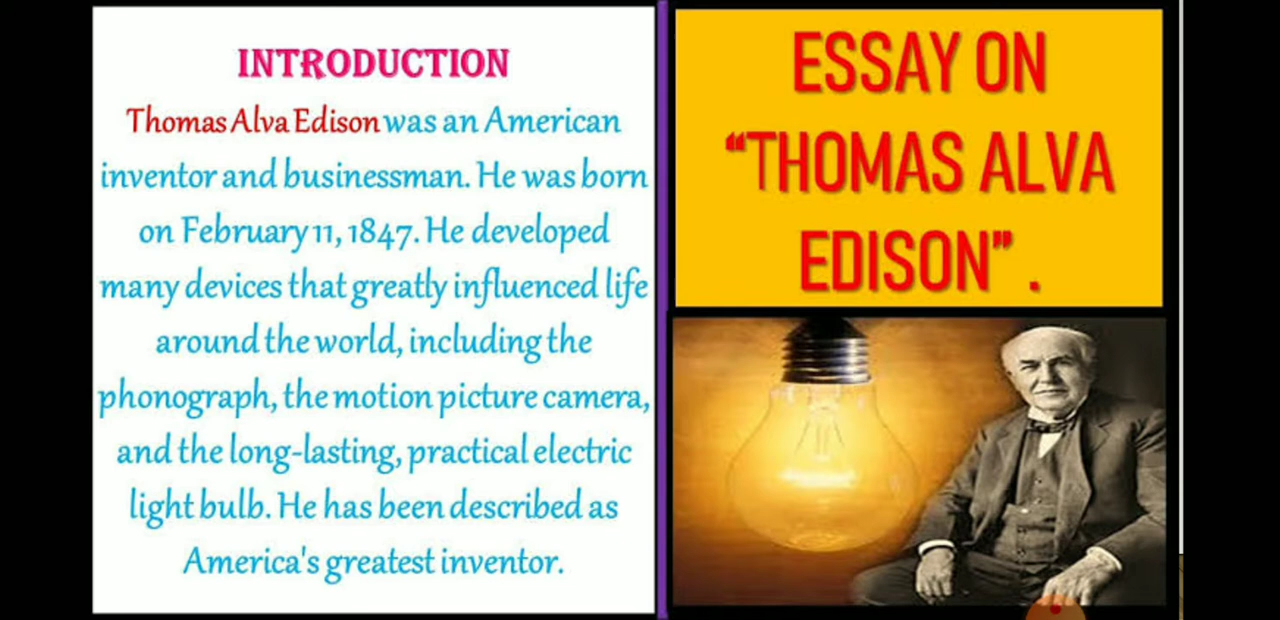 INTRODUCTION
Thomas Alva Edison was an American
inventor and businessman. He was born
on February 11, 1847. He developed
many devices that greatly influenced life
around the world, including the
phonograph, the motion picture camera,
and the long-lasting, practical electric
light bulb. He has been described as
America's greatest inventor.
ESSAY ON
“THOMAS ALVA
EDISON” .